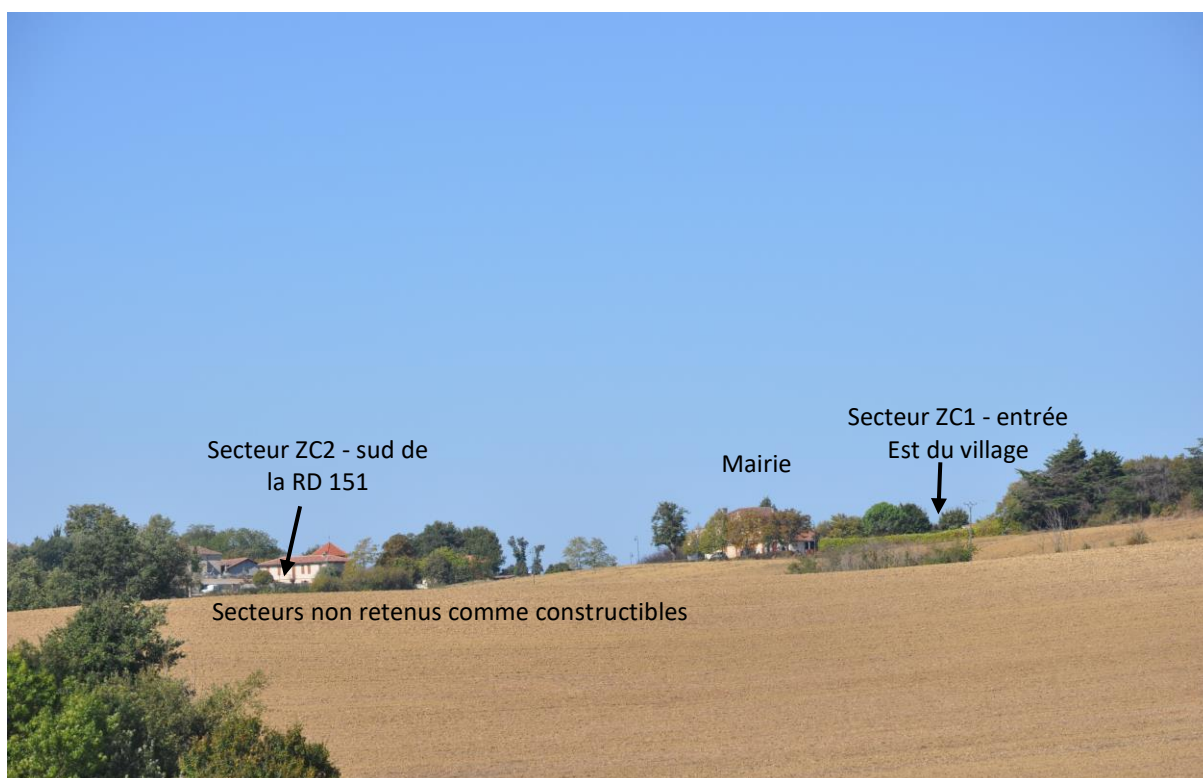 Secteur ZC2 - sud de
la RD 151
Mairie
Secteur ZC1 - entrée
Est du village
Secteurs non retenus comme constructibles